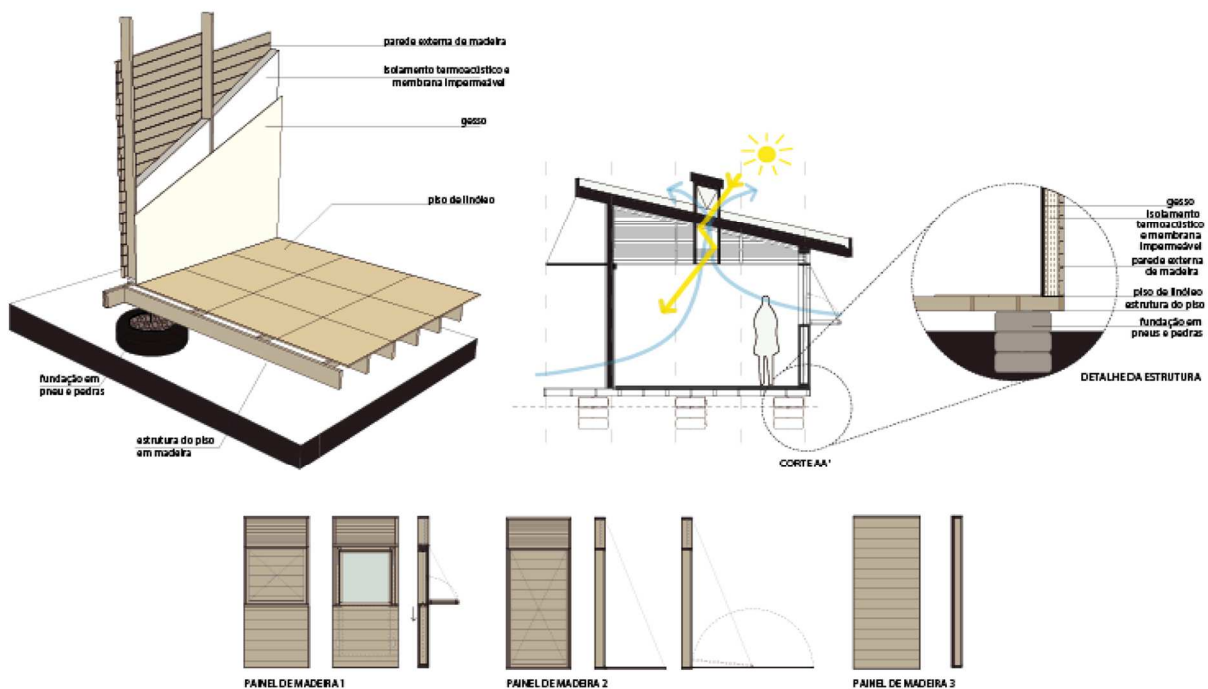 parede externa de madeira
isolamento termoacústico e
membrana impermeável
gesso
piso de linóleo
fundação em
pneu e pedras
estrutura do piso
em madeira
CORTE AA'
gesso
isolamento
termoacústico
e membrana
impermeável
parede externa
de madeira
piso de linóleo
estrutura do piso
fundação em
pneus e pedras
DETALHE DA ESTRUTURA
PAINEL DE MADEIRA 1
PAINEL DE MADEIRA 2
PAINEL DE MADEIRA 3